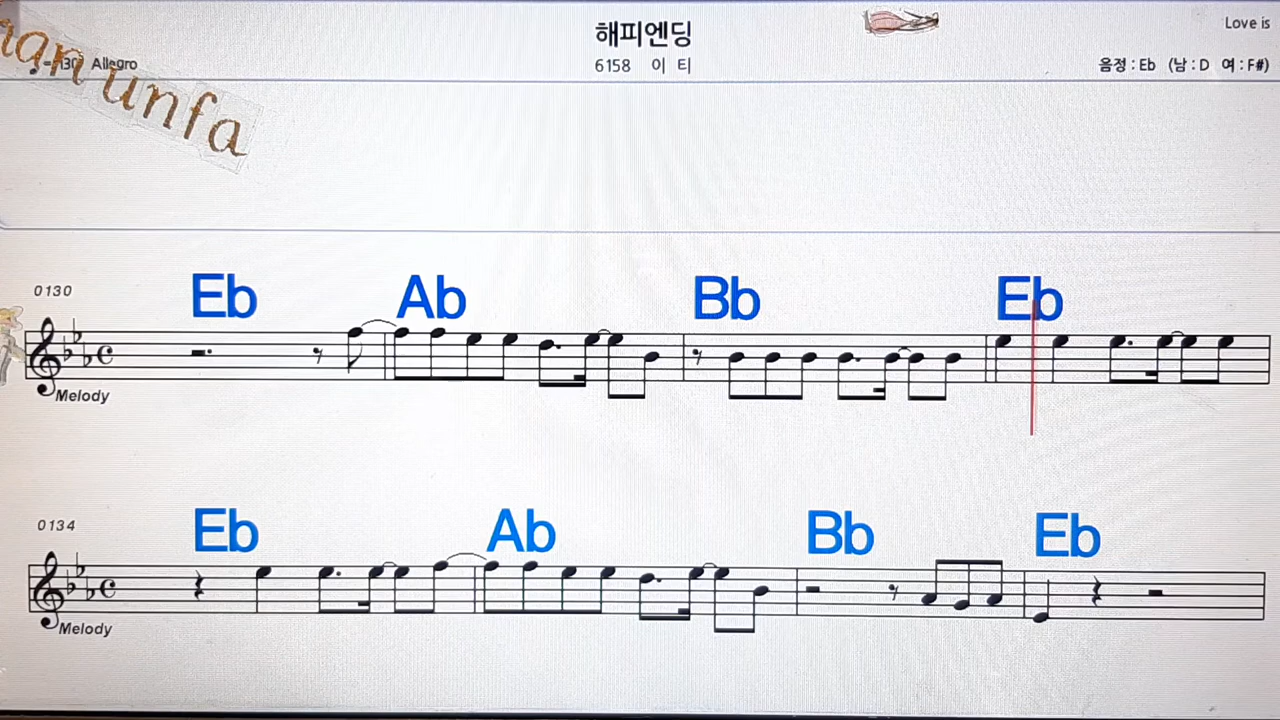 해피엔딩
Love is
Allegro
6158 이 티
음정 : Eb (남 : D 여 : F#)
unfa
0130
Eb Ab Bb Eb
Melody
0134
Eb Ab Bb Eb
Melody